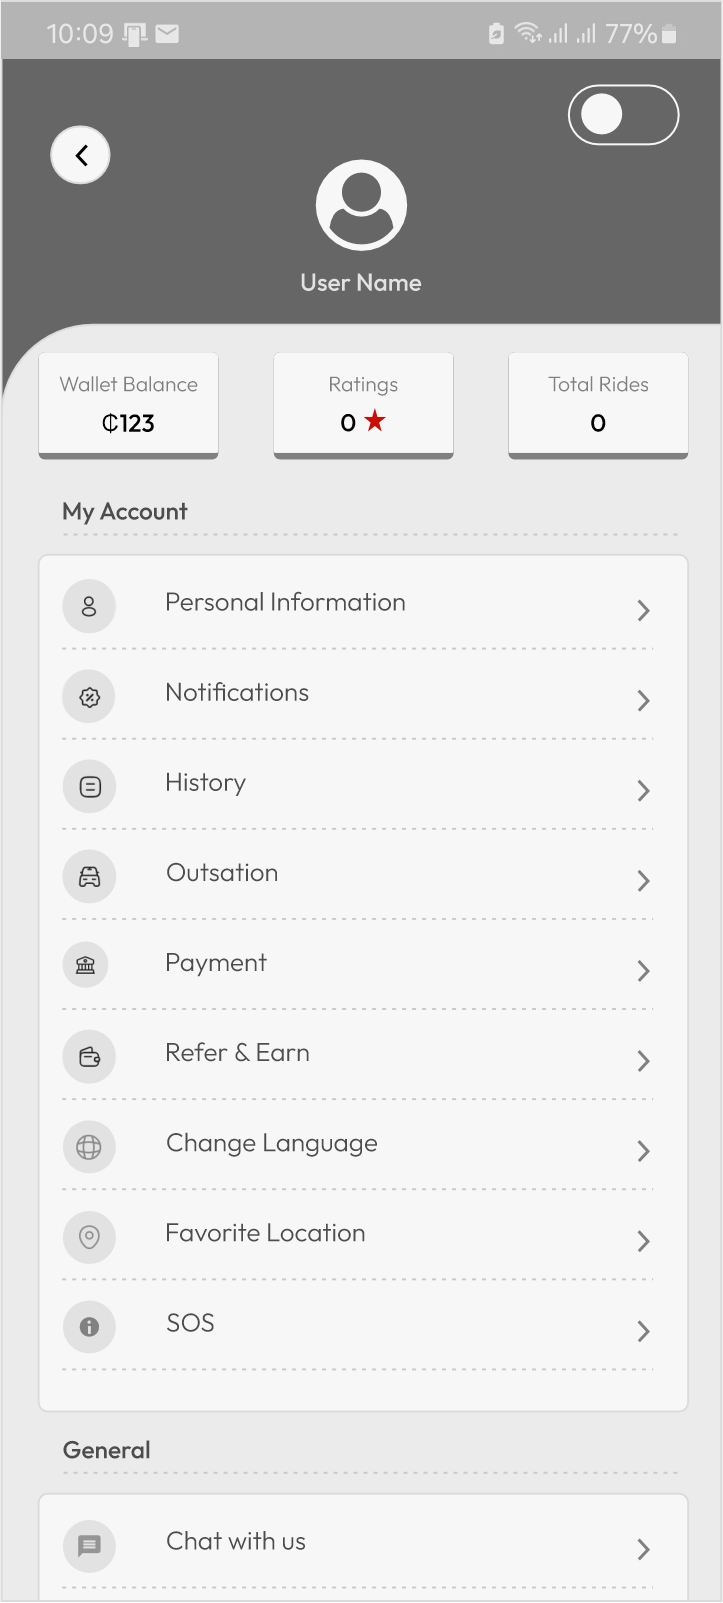 10:09 77%
User Name
Wallet Balance Ratings Total Rides
₵123 0 0
My Account
Personal Information
Notifications
History
Outsation
Payment
Refer & Earn
Change Language
Favorite Location
SOS
General
Chat with us